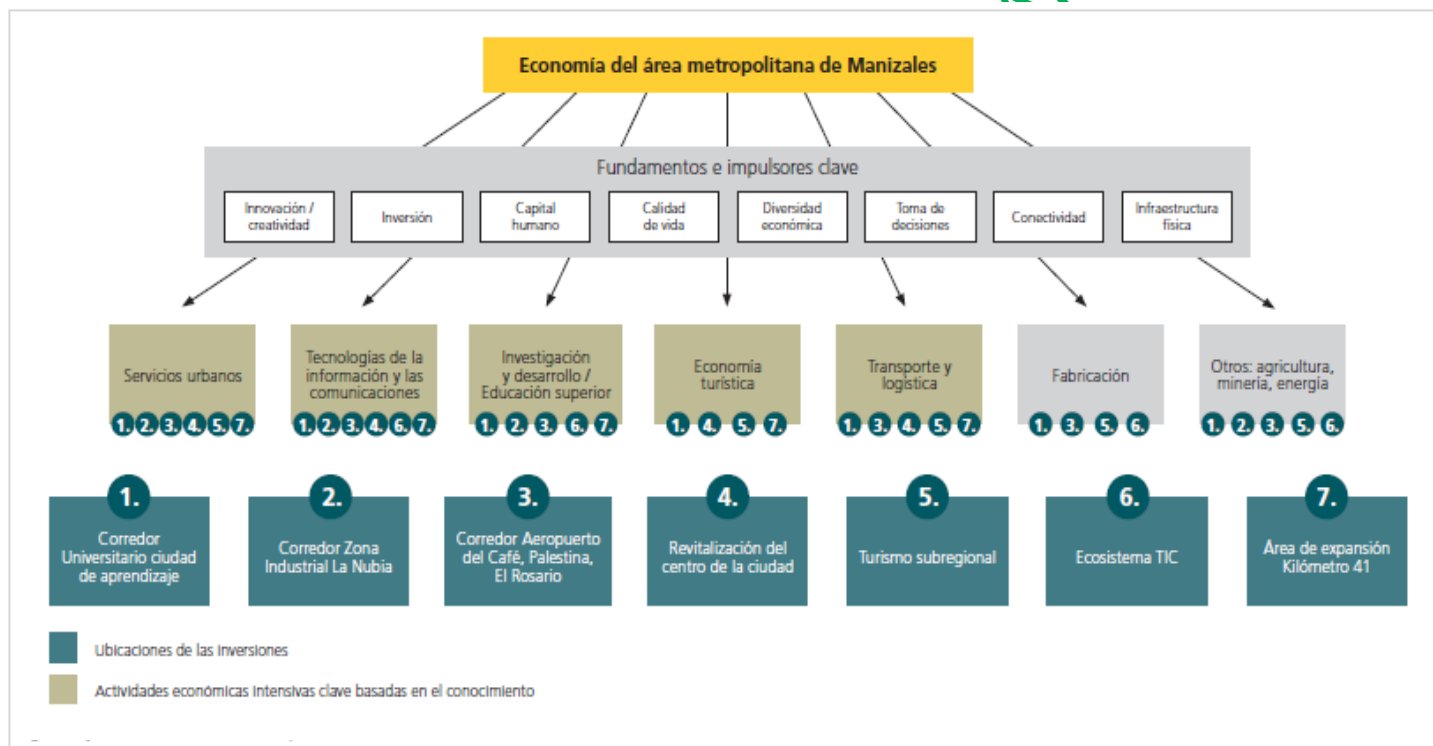 Economía del área metropolitana de Manizales
Fundamentos e impulsores clave
Innovación /
creatividad
Inversión
Capital
humano
Calidad
de vida
Diversidad
económica
Toma de
decisiones
Conectividad
Infraestructura
física
Servicios urbanos
1. 2. 3. 4. 5. 7.
Tecnologías de la
información y las
comunicaciones
1. 2. 3. 4. 6. 7.
Investigación
y desarrollo /
Educación superior
1. 2. 3. 6. 7.
Economía
turística
1. 4. 5. 7.
Transporte y
logística
1. 3. 4. 5. 7.
Fabricación
1. 3. 5. 6.
Otros: agricultura,
minería, energía
1. 2. 3. 5. 6.
1.
Corredor
Universitario ciudad
de aprendizaje
2.
Corredor Zona
Industrial La Nubia
3.
Corredor Aeropuerto
del Café, Palestina,
El Rosario
4.
Revitalización del
centro de la ciudad
5.
Turismo subregional
6.
Ecosistema TIC
7.
Área de expansión
Kilómetro 41
Ubicaciones de las inversiones
Actividades económicas intensivas clave basadas en el conocimiento